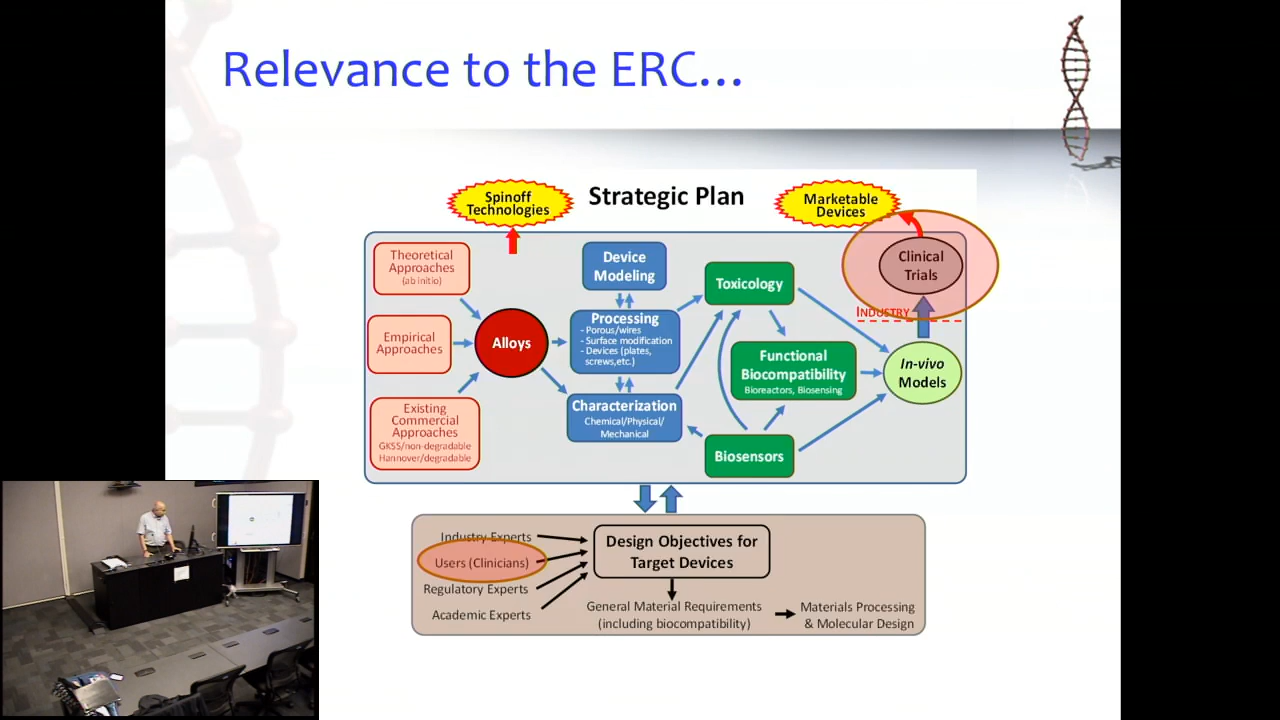 Relevance to the ERC...
Strategic Plan
Spinoff
Technologies
Marketable
Devices
Theoretical
Approaches
(ab initio)
Empirical
Approaches
Existing
Commercial
Approaches
GKSS/non-degradable
Hannover/degradable
Alloys
Device
Modeling
Processing
- Porous/wires
- Surface modification
- Devices (plates,
screws,etc.)
Characterization
Chemical/Physical/
Mechanical
Toxicology
Functional
Biocompatibility
Bioreactors, Biosensing
Biosensors
Clinical
Trials
INDUSTRY
In-vivo
Models
Industry Experts
Users (Clinicians)
Regulatory Experts
Academic Experts
Design Objectives for
Target Devices
General Material Requirements
(including biocompatibility)
Materials Processing
& Molecular Design